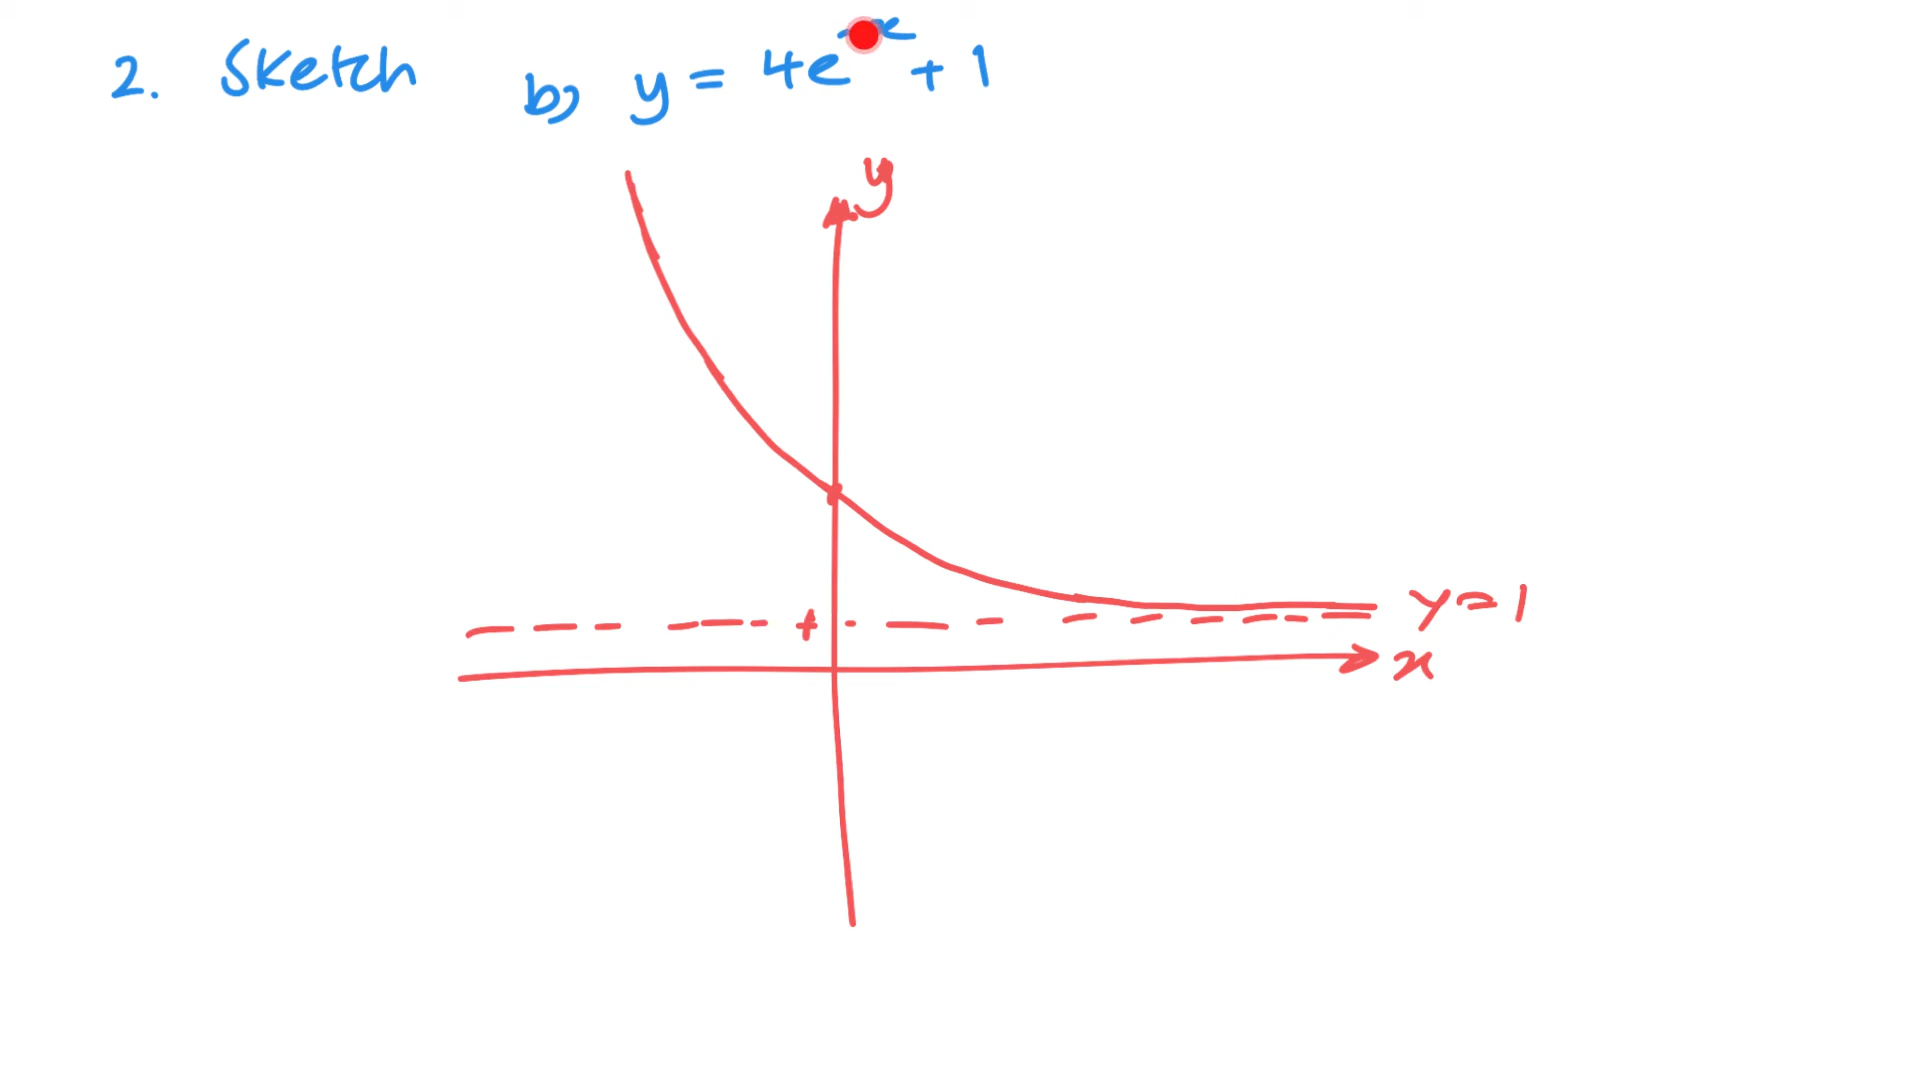 2. Sketch b) y = 4e^-x + 1
y
y = 1
x